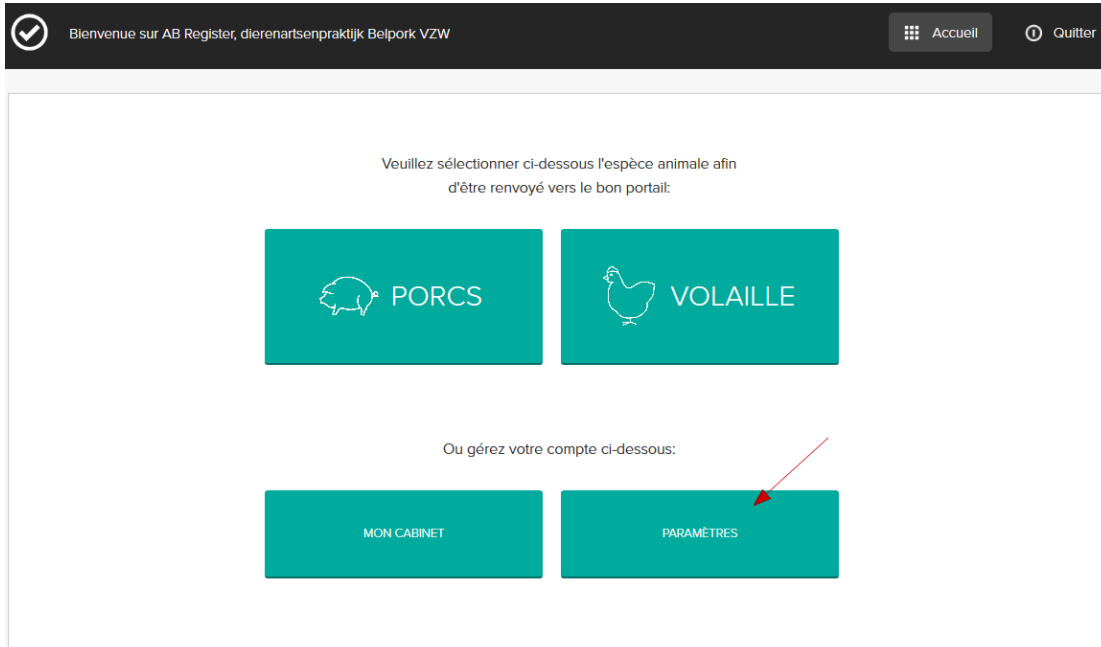 Bienvenue sur AB Register, dierenartsenpraktijk Belpork VZW
Accueil
Quitter
Veuillez sélectionner ci-dessous l'espèce animale afin
d'être renvoyé vers le bon portail:
PORCS
VOLAILLE
Ou gérez votre compte ci-dessous:
MON CABINET
PARAMÈTRES